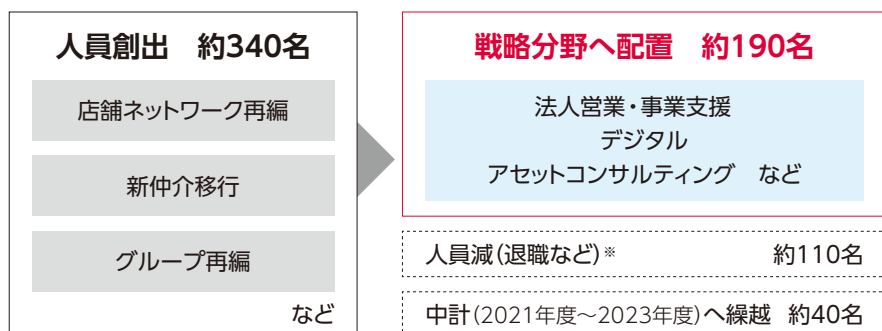 人員創出 約340名
店舗ネットワーク再編
新仲介移行
グループ再編
など
戦略分野へ配置 約190名
法人営業・事業支援
デジタル
アセットコンサルティング など
人員減(退職など)※ 約110名
中計(2021年度～2023年度)へ繰越 約40名